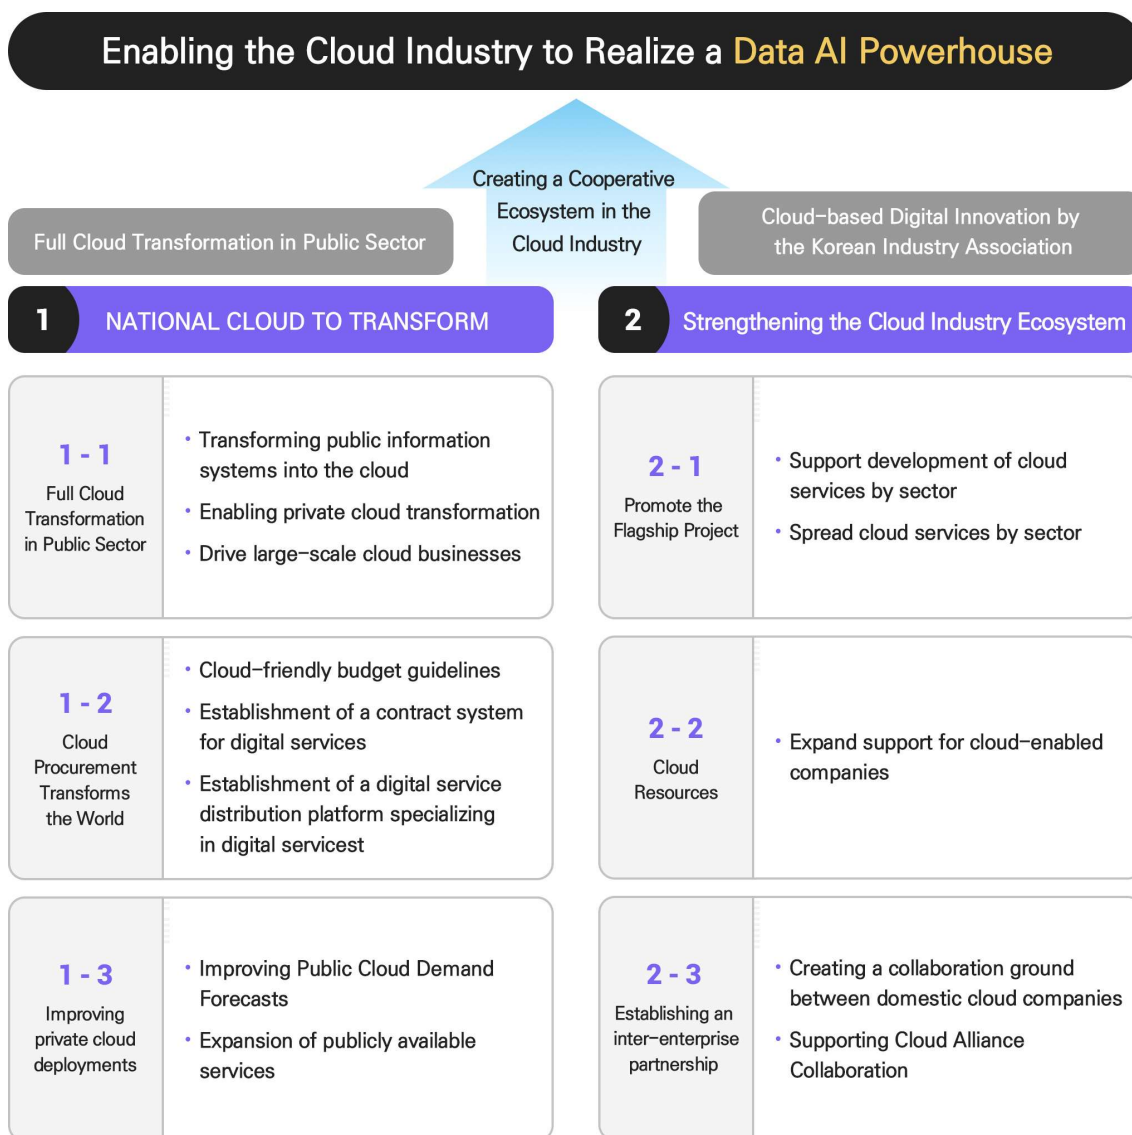 Enabling the Cloud Industry to Realize a Data AI Powerhouse
Creating a Cooperative
Ecosystem in the
Cloud Industry
Full Cloud Transformation in Public Sector
Cloud-based Digital Innovation by
the Korean Industry Association
1 NATIONAL CLOUD TO TRANSFORM
1 - 1
Full Cloud
Transformation
in Public Sector
• Transforming public information
systems into the cloud
• Enabling private cloud transformation
• Drive large-scale cloud businesses
1 - 2
Cloud
Procurement
Transforms
the World
• Cloud-friendly budget guidelines
• Establishment of a contract system
for digital services
• Establishment of a digital service
distribution platform specializing
in digital servicest
1 - 3
Improving
private cloud
deployments
• Improving Public Cloud Demand
Forecasts
• Expansion of publicly available
services
2 Strengthening the Cloud Industry Ecosystem
2 - 1
Promote the
Flagship Project
• Support development of cloud
services by sector
• Spread cloud services by sector
2 - 2
Cloud
Resources
• Expand support for cloud-enabled
companies
2 - 3
Establishing an
inter-enterprise
partnership
• Creating a collaboration ground
between domestic cloud companies
• Supporting Cloud Alliance
Collaboration